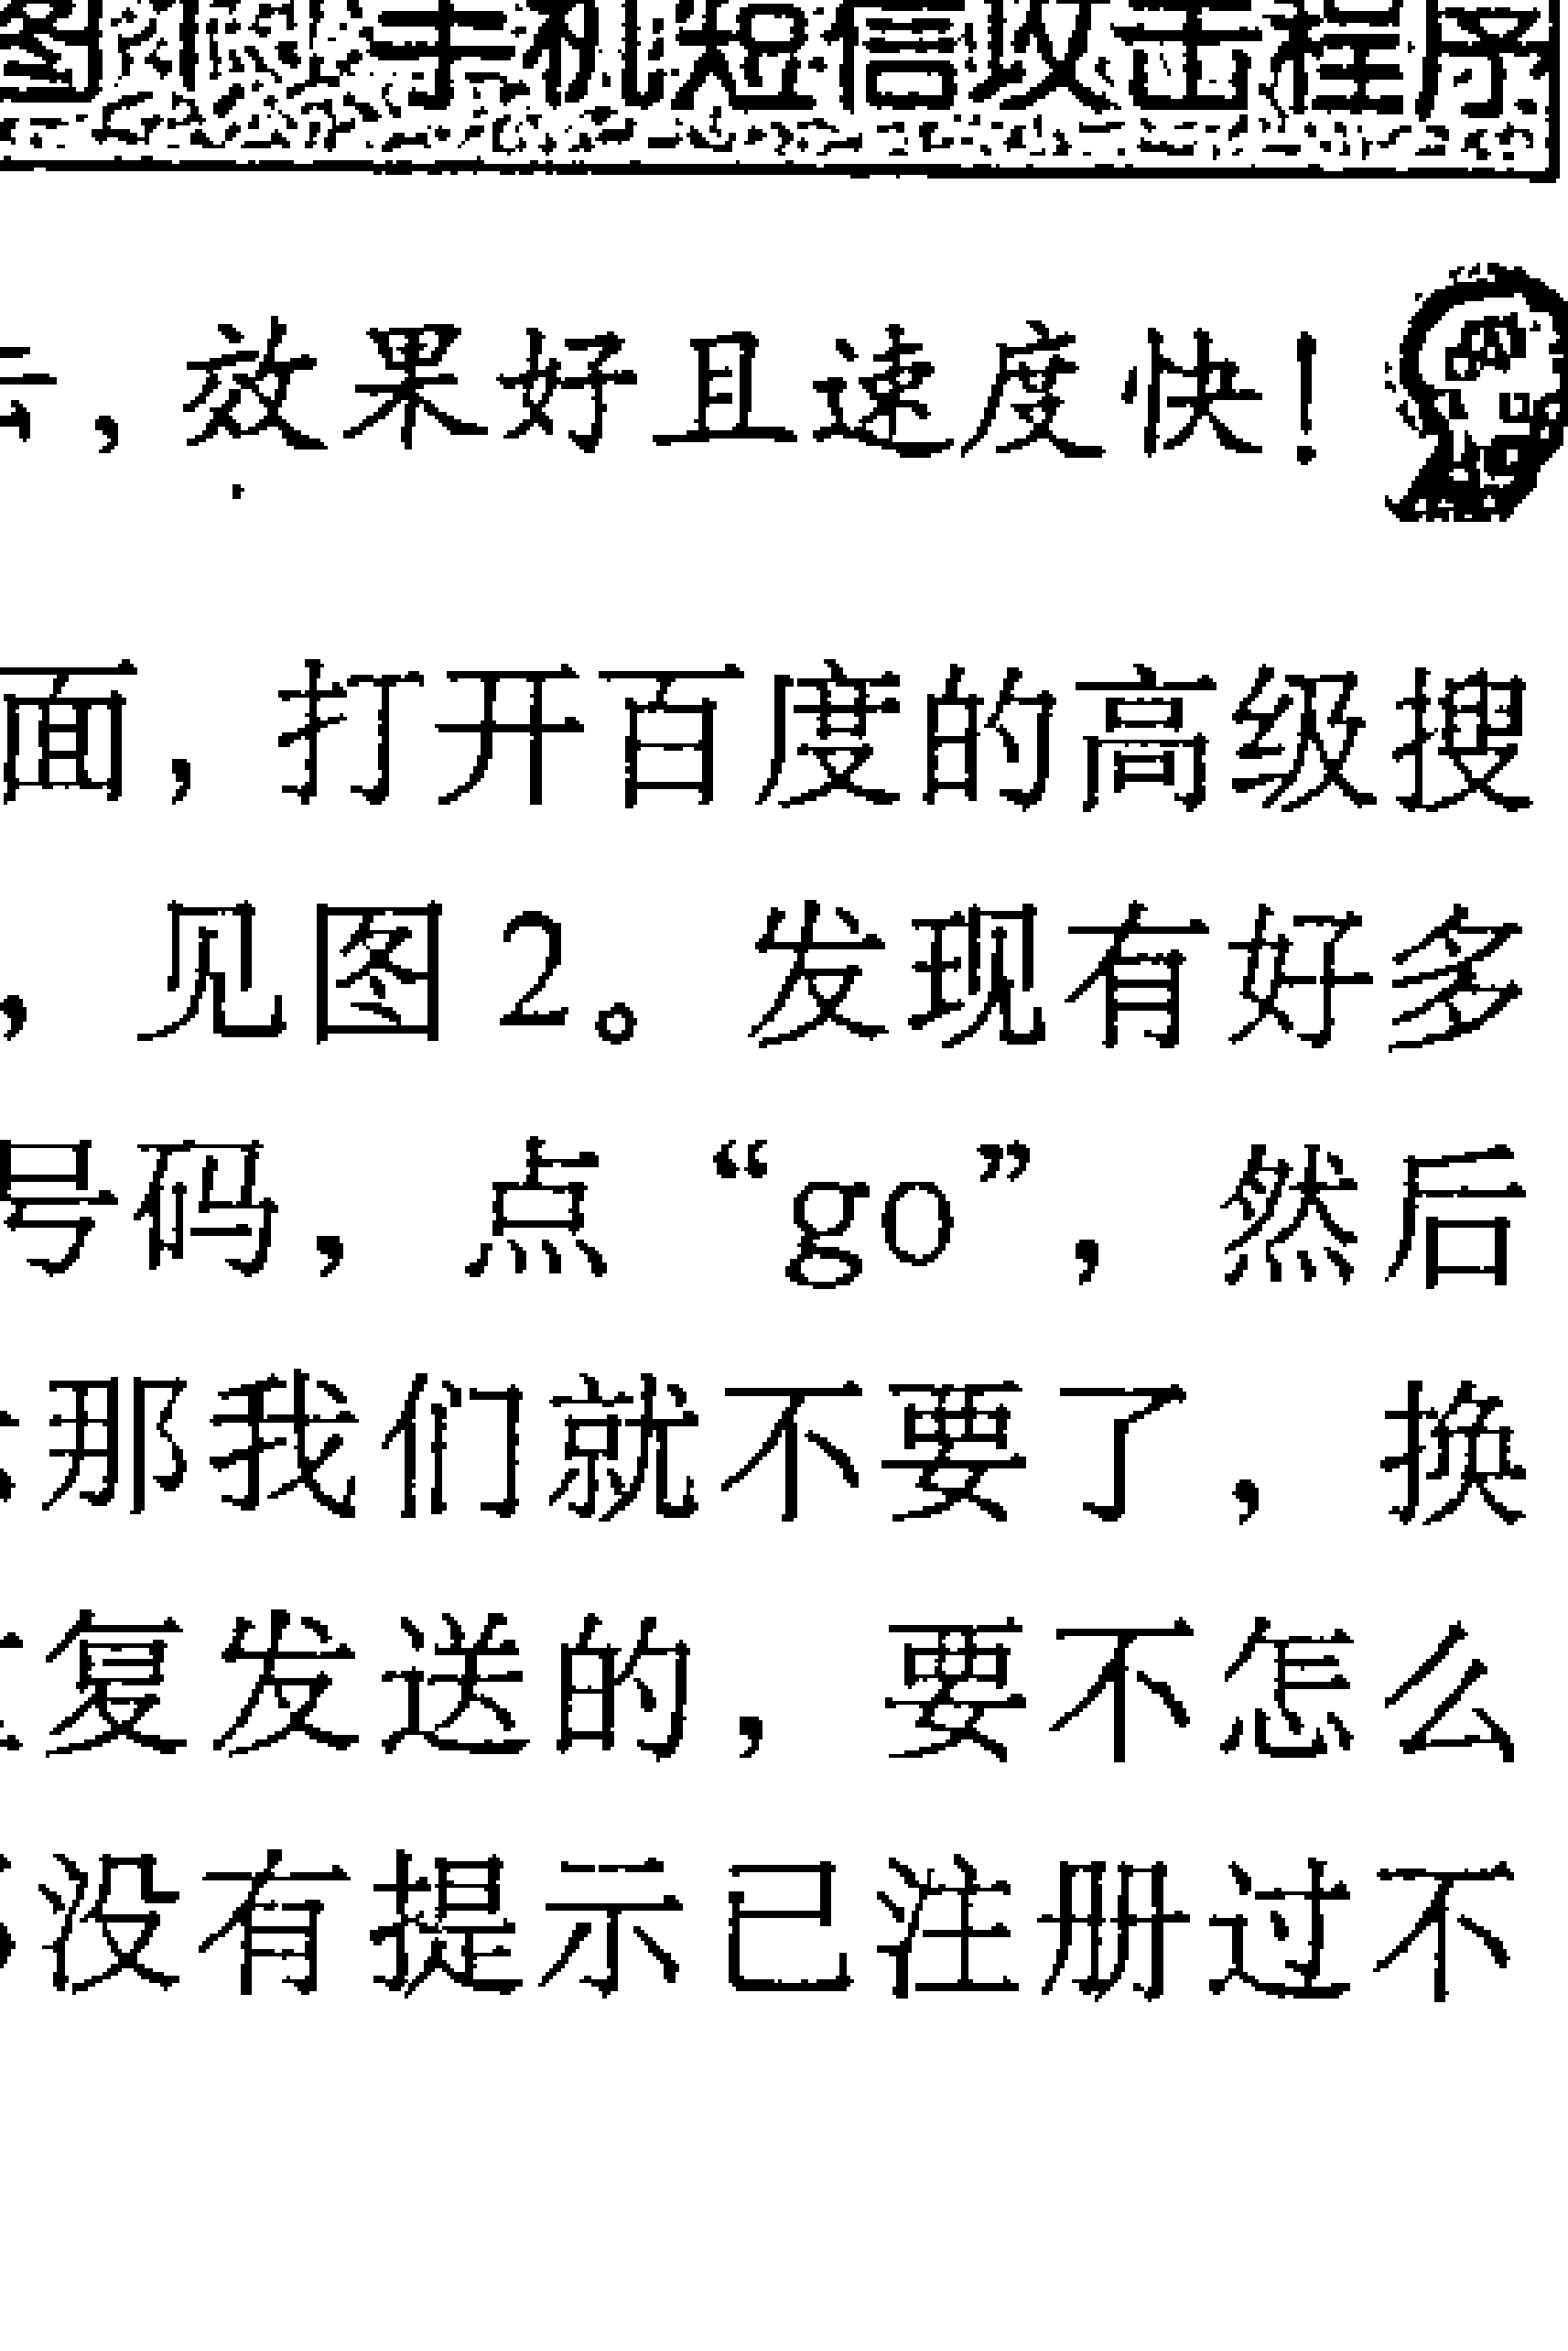 手机短信攻击程序
，效果好且速度快！
面，打开百度的高级搜
，见图 2。发现有好多
号码，点“go”，然后
那我们就不要了，换
复发送的，要不怎么
没有提示已注册过不